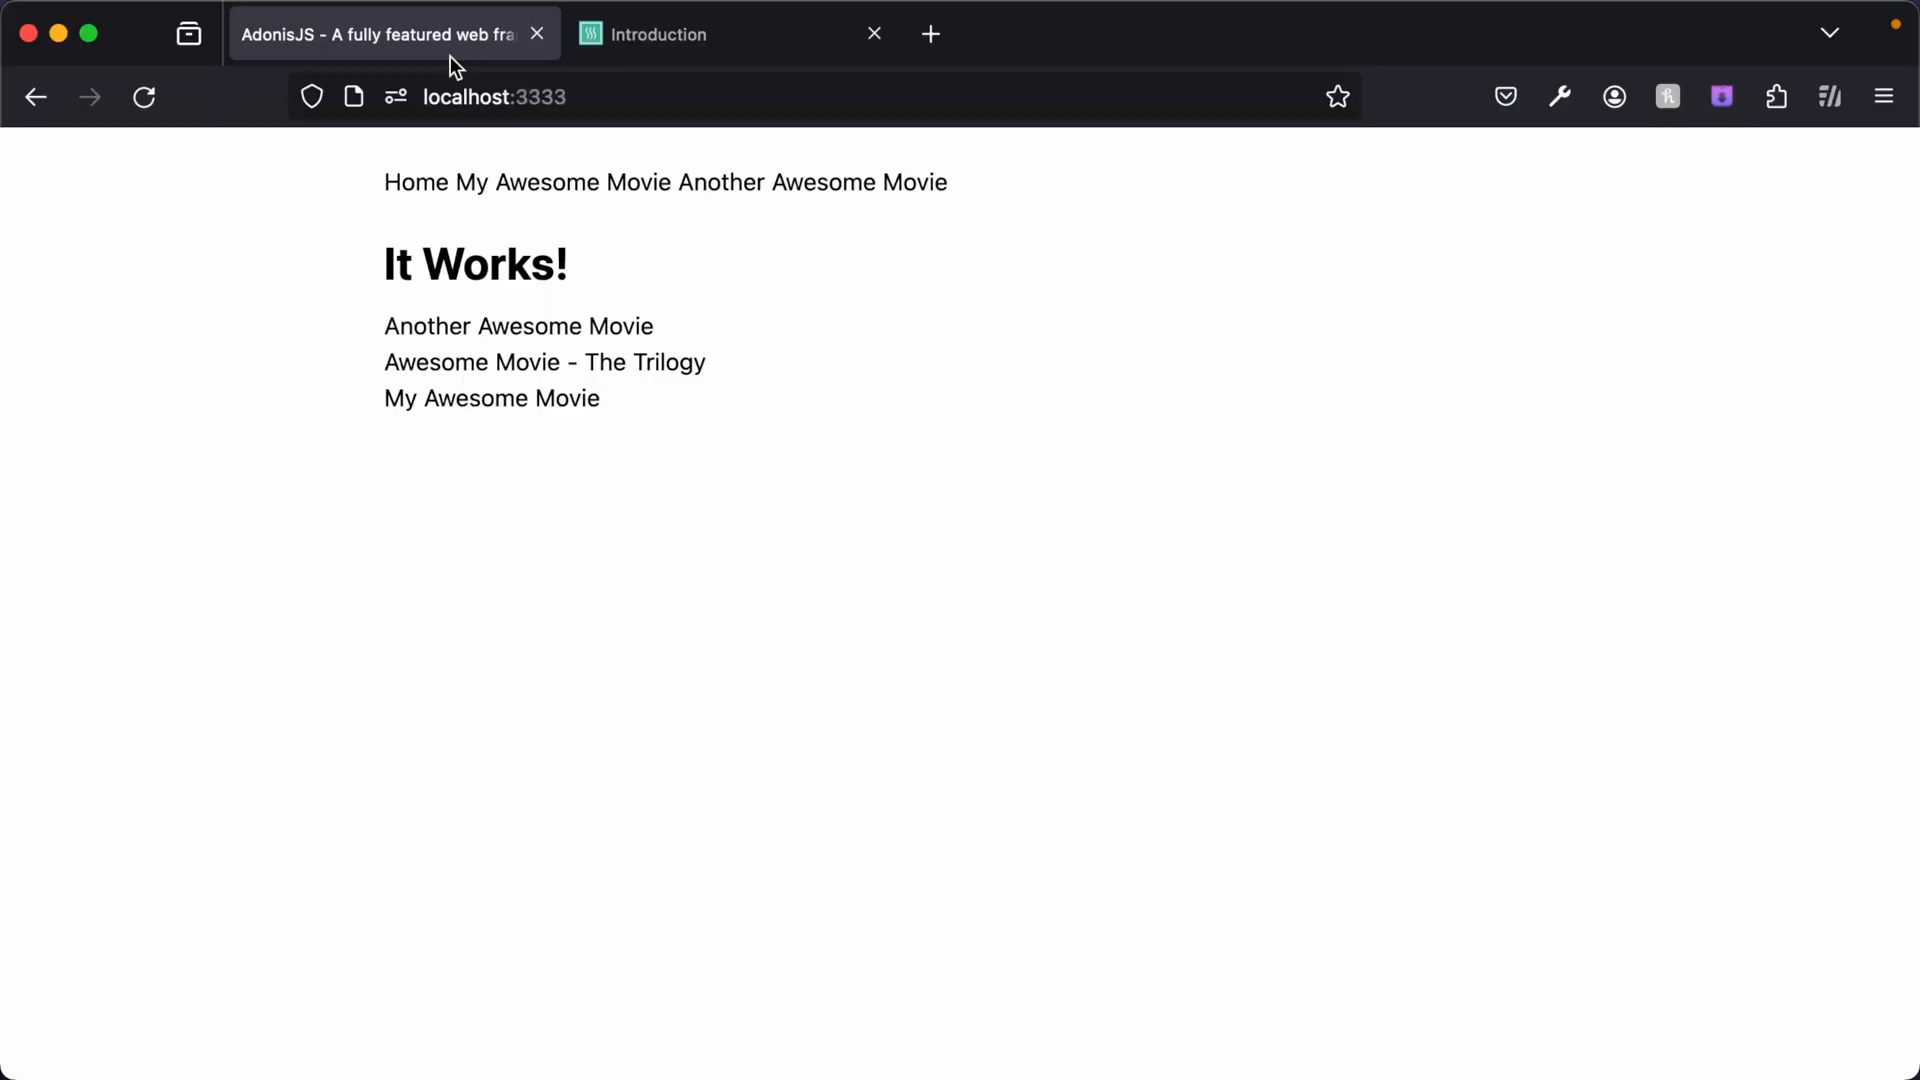 AdonisJS - A fully featured web fra
Introduction
localhost:3333
Home My Awesome Movie Another Awesome Movie
It Works!
Another Awesome Movie
Awesome Movie - The Trilogy
My Awesome Movie